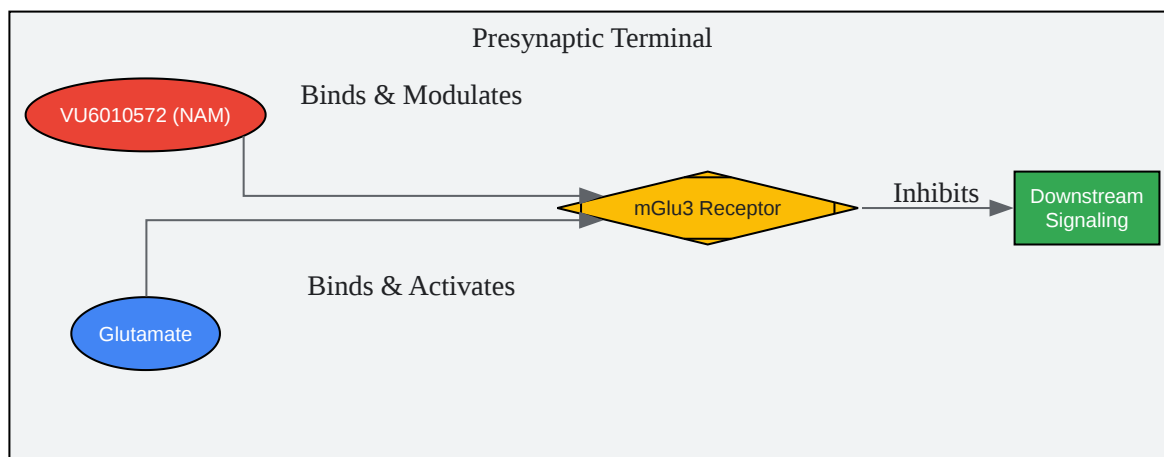 Presynaptic Terminal
Binds & Modulates
VU6010572 (NAM)
mGlu3 Receptor
Inhibits
Downstream
Signaling
Binds & Activates
Glutamate